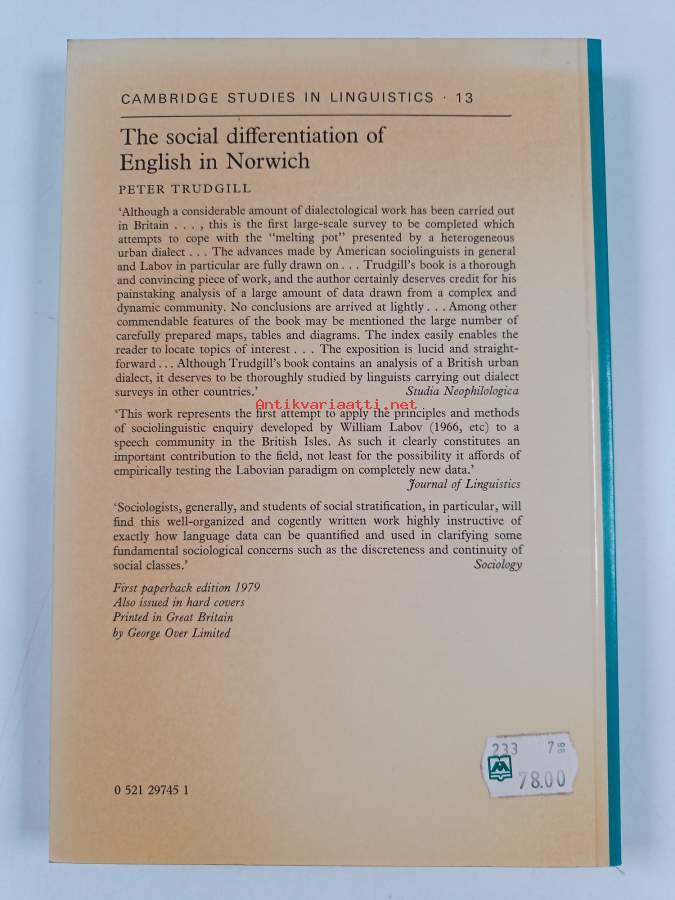 CAMBRIDGE STUDIES IN LINGUISTICS · 13
The social differentiation of
English in Norwich
PETER TRUDGILL
'Although a considerable amount of dialectological work has been carried out
in Britain . . . , this is the first large-scale survey to be completed which
attempts to cope with the "melting pot" presented by a heterogeneous
urban dialect . . . The advances made by American sociolinguists in general
and Labov in particular are fully drawn on . . . Trudgill's book is a thorough
and convincing piece of work, and the author certainly deserves credit for his
painstaking analysis of a large amount of data drawn from a complex and
dynamic community. No conclusions are arrived at lightly . . . Among other
commendable features of the book may be mentioned the large number of
carefully prepared maps, tables and diagrams. The index easily enables the
reader to locate topics of interest . . . The exposition is lucid and straight-
forward . . . Although Trudgill's book contains an analysis of a British urban
dialect, it deserves to be thoroughly studied by linguists carrying out dialect
surveys in other countries.' Studia Neophilologica
Antikvariaatti.net
'This work represents the first attempt to apply the principles and methods
of sociolinguistic enquiry developed by William Labov (1966, etc) to a
speech community in the British Isles. As such it clearly constitutes an
important contribution to the field, not least for the possibility it affords of
empirically testing the Labovian paradigm on completely new data.'
Journal of Linguistics
'Sociologists, generally, and students of social stratification, in particular, will
find this well-organized and cogently written work highly instructive of
exactly how language data can be quantified and used in clarifying some
fundamental sociological concerns such as the discreteness and continuity of
social classes.' Sociology
First paperback edition 1979
Also issued in hard covers
Printed in Great Britain
by George Over Limited
233 7 86
78.00
0 521 29745 1